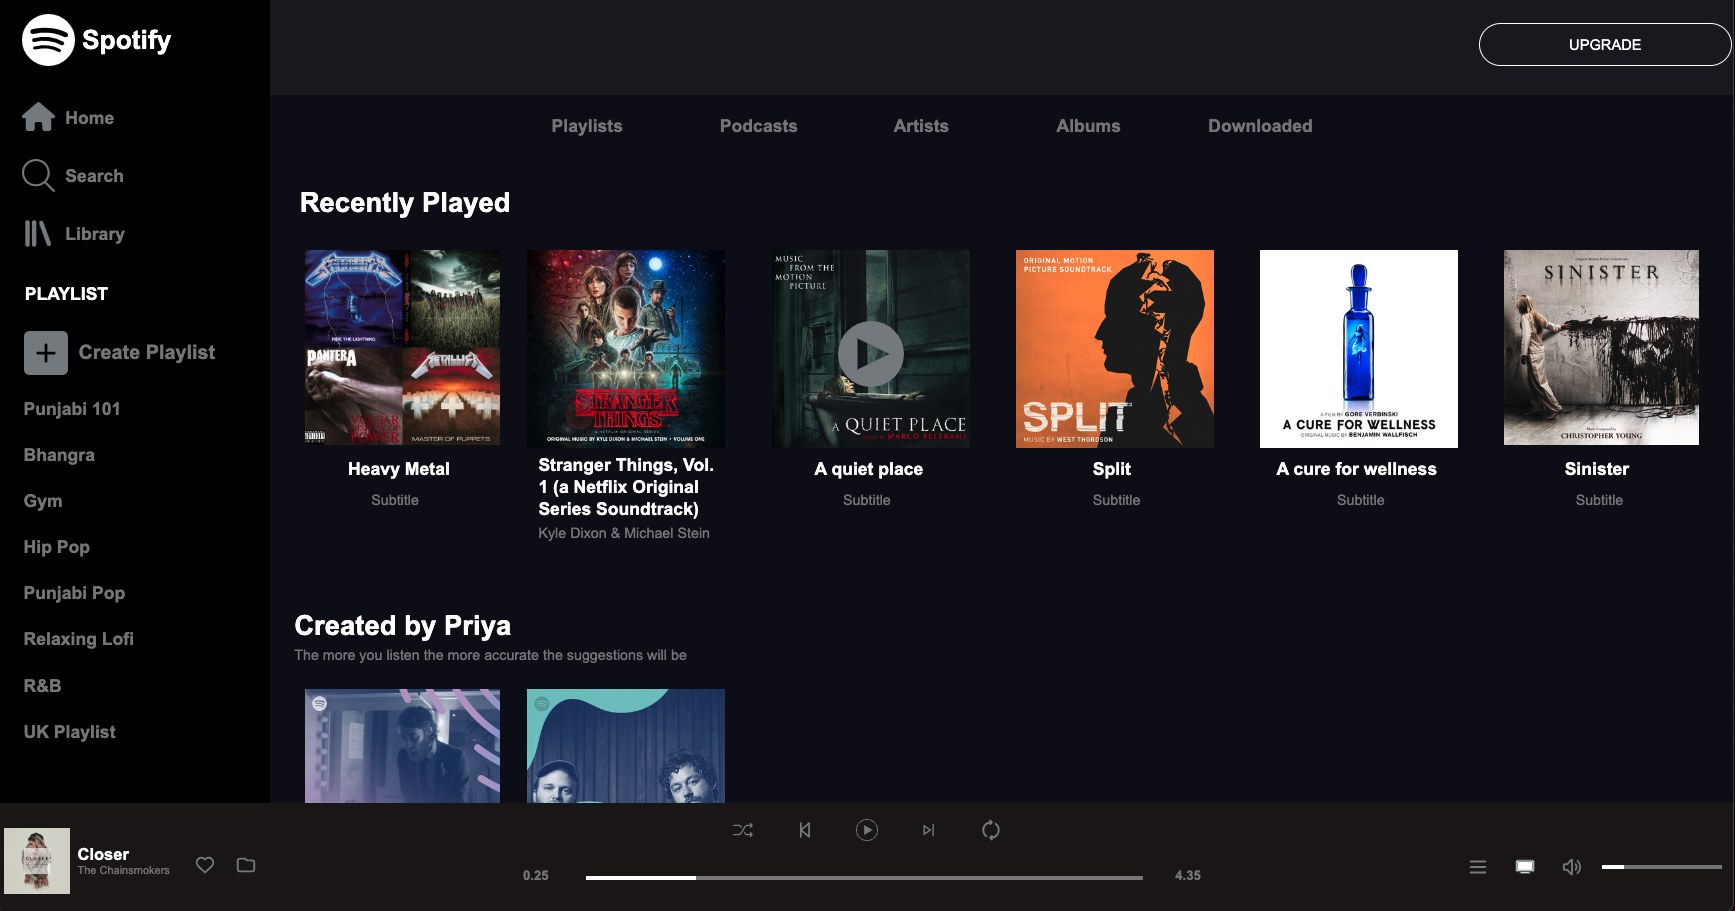 Spotify
UPGRADE
Home
Search
Library
PLAYLIST
Create Playlist
Punjabi 101
Bhangra
Gym
Hip Pop
Punjabi Pop
Relaxing Lofi
R&B
UK Playlist
Playlists
Podcasts
Artists
Albums
Downloaded
Recently Played
METALLICA
RIDE THE LIGHTNING
PANTERA
VULGAR
DISPLAY OF
POWER
METALLICA
MASTER OF PUPPETS
Heavy Metal
Subtitle
STRANGER
THINGS
A NETFLIX ORIGINAL SERIES
ORIGINAL MUSIC BY KYLE DIXON & MICHAEL STEIN • VOLUME ONE
Stranger Things, Vol.
1 (a Netflix Original
Series Soundtrack)
Kyle Dixon & Michael Stein
MUSIC
FROM THE
MOTION
PICTURE
A QUIET PLACE
MARCO BELTRAMI
A quiet place
Subtitle
ORIGINAL MOTION
PICTURE SOUNDTRACK
SPLIT
MUSIC BY WEST THORDSON
Split
Subtitle
A FILM BY GORE VERBINSKI
A CURE FOR WELLNESS
ORIGINAL MUSIC BY BENJAMIN WALLFISCH
A cure for wellness
Subtitle
Original Motion Picture Soundtrack
SINISTER
Music Composed by
CHRISTOPHER YOUNG
Sinister
Subtitle
Created by Priya
The more you listen the more accurate the suggestions will be
CLOSER
Closer
The Chainsmokers
0.25
4.35